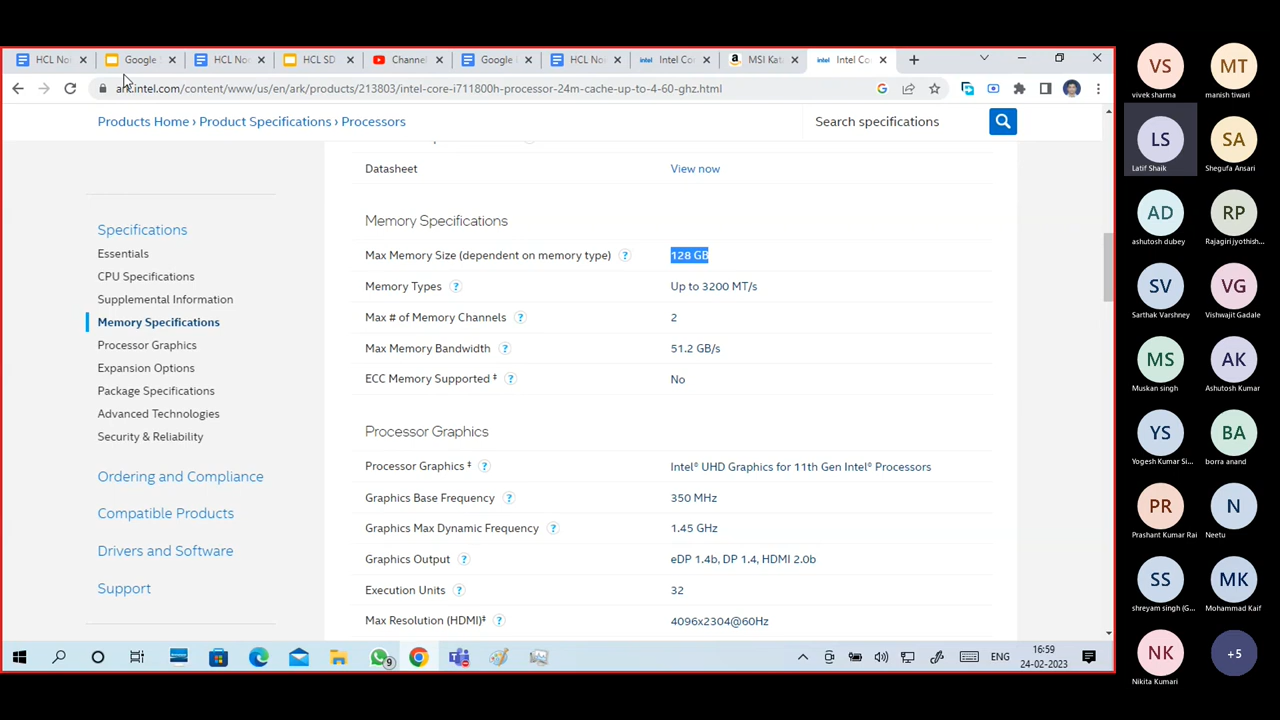 HCL No
Google
HCL No
HCL SD
Channel
Google
HCL No
intel
Intel Co
MSI Kat
intel
Intel Co
ark.intel.com/content/www/us/en/ark/products/213803/intel-core-i711800h-processor-24m-cache-up-to-4-60-ghz.html
Products Home › Product Specifications › Processors
Search specifications
Specifications
Essentials
CPU Specifications
Supplemental Information
Memory Specifications
Processor Graphics
Expansion Options
Package Specifications
Advanced Technologies
Security & Reliability
Ordering and Compliance
Compatible Products
Drivers and Software
Support
Datasheet View now
Memory Specifications
Max Memory Size (dependent on memory type) ? 128 GB
Memory Types ? Up to 3200 MT/s
Max # of Memory Channels ? 2
Max Memory Bandwidth ? 51.2 GB/s
ECC Memory Supported ‡ ? No
Processor Graphics
Processor Graphics ‡ ? Intel® UHD Graphics for 11th Gen Intel® Processors
Graphics Base Frequency ? 350 MHz
Graphics Max Dynamic Frequency ? 1.45 GHz
Graphics Output ? eDP 1.4b, DP 1.4, HDMI 2.0b
Execution Units ? 32
Max Resolution (HDMI)‡ ? 4096x2304@60Hz
9
ENG
16:59
24-02-2023
VS
vivek sharma
MT
manish tiwari
LS
Latif Shaik
SA
Shegufa Ansari
AD
ashutosh dubey
RP
Rajagiri jyothish...
SV
Sarthak Varshney
VG
Vishwajit Gadale
MS
Muskan singh
AK
Ashutosh Kumar
YS
Yogesh Kumar Si...
BA
borra anand
PR
Prashant Kumar Rai
N
Neetu
SS
shreyam singh (G...
MK
Mohammad Kaif
NK
Nikita Kumari
+5